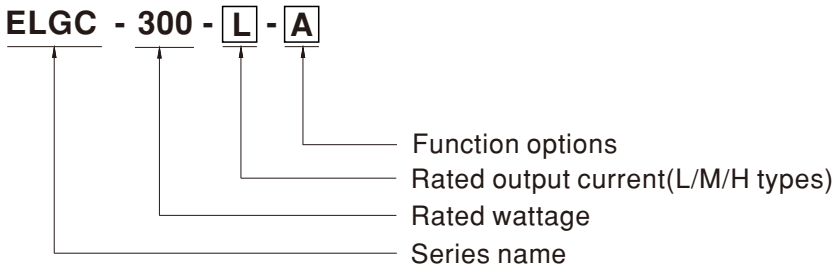 ELGC - 300 - L - A
Function options
Rated output current(L/M/H types)
Rated wattage
Series name